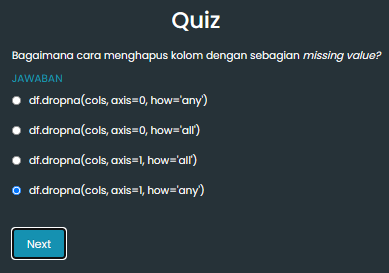 Quiz
Bagaimana cara menghapus kolom dengan sebagian missing value?
JAWABAN
df.dropna(cols, axis=0, how='any')
df.dropna(cols, axis=0, how='all')
df.dropna(cols, axis=1, how='all')
df.dropna(cols, axis=1, how='any')
Next